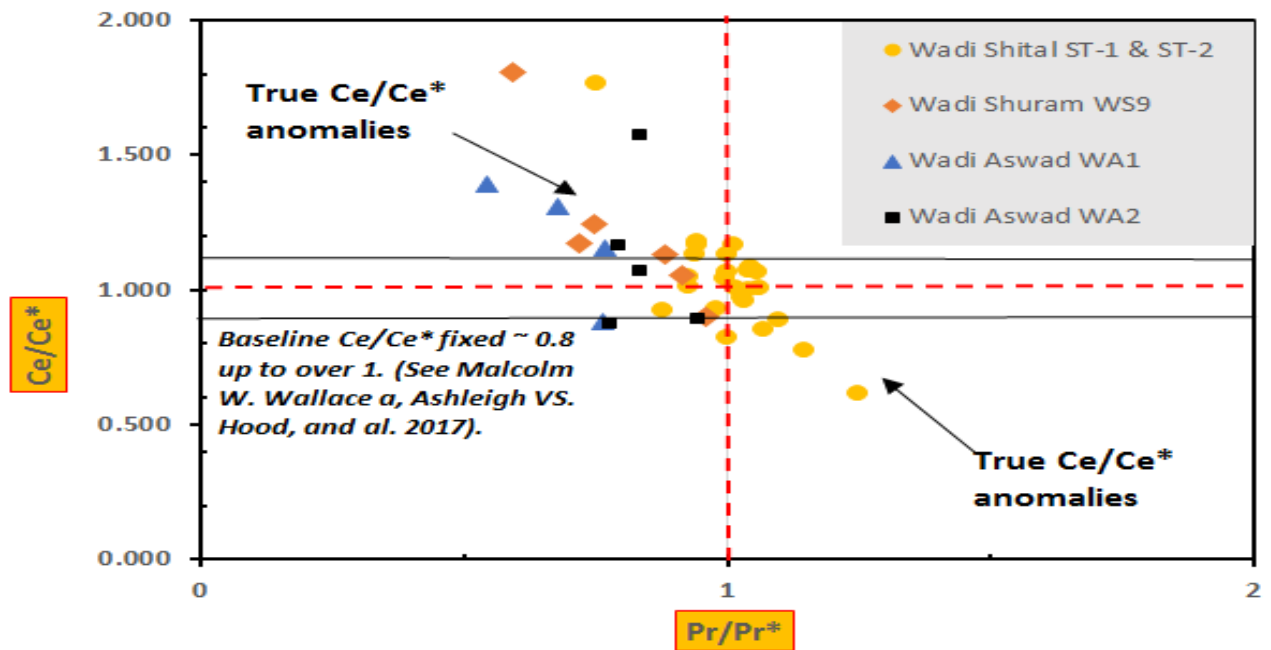 2.000
1.500
1.000
0.500
0.000
Ce/Ce*
True Ce/Ce*
anomalies
Wadi Shital ST-1 & ST-2
Wadi Shuram WS9
Wadi Aswad WA1
Wadi Aswad WA2
Baseline Ce/Ce* fixed ~ 0.8
up to over 1. (See Malcolm
W. Wallace a, Ashleigh VS.
Hood, and al. 2017).
True Ce/Ce*
anomalies
0
1
2
Pr/Pr*